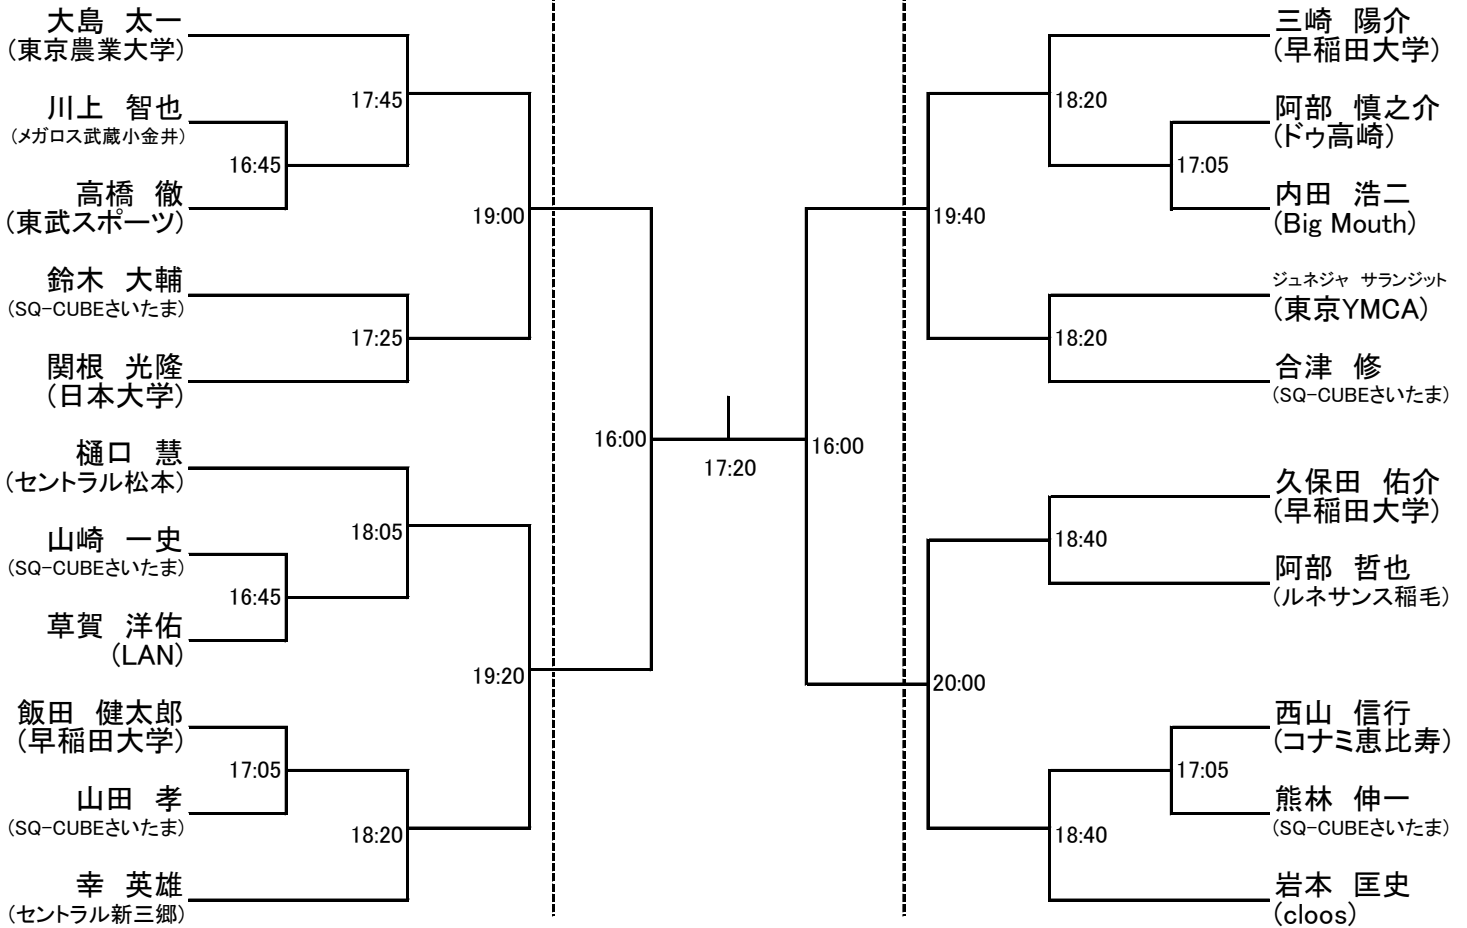 大島　太一
(東京農業大学)
17:45
川上　智也
(メガロス武蔵小金井)
16:45
高橋　徹
(東武スポーツ)
19:00
鈴木　大輔
(SQ-CUBEさいたま)
17:25
関根　光隆
(日本大学)
16:00
樋口　慧
(セントラル松本)
18:05
山崎　一史
(SQ-CUBEさいたま)
16:45
草賀　洋佑
(LAN)
19:20
飯田　健太郎
(早稲田大学)
17:05
山田　孝
(SQ-CUBEさいたま)
18:20
幸　英雄
(セントラル新三郷)
17:20
三崎　陽介
(早稲田大学)
18:20
阿部　慎之介
(ドゥ高崎)
17:05
内田　浩二
(Big Mouth)
19:40
ジュネジャ　サランジット
(東京YMCA)
18:20
合津　修
(SQ-CUBEさいたま)
16:00
久保田　佑介
(早稲田大学)
18:40
阿部　哲也
(ルネサンス稲毛)
20:00
西山　信行
(コナミ恵比寿)
17:05
熊林　伸一
(SQ-CUBEさいたま)
18:40
岩本　匡史
(cloos)